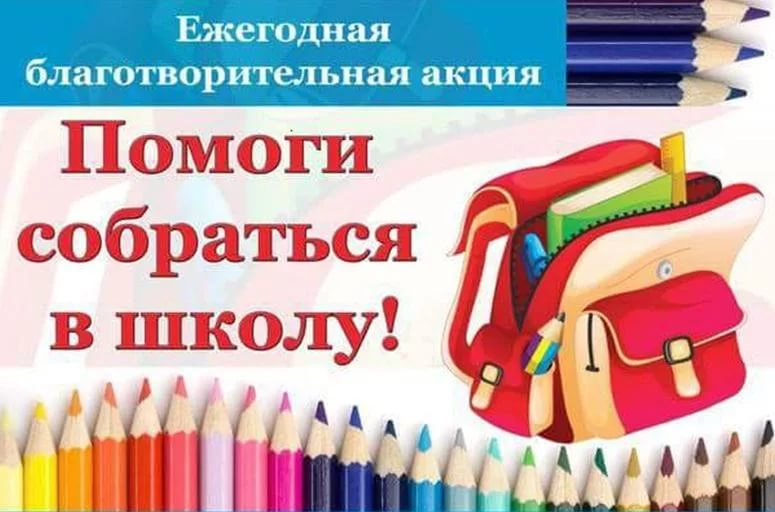 Ежегодная
благотворительная акция
Помоги
собраться
в школу!